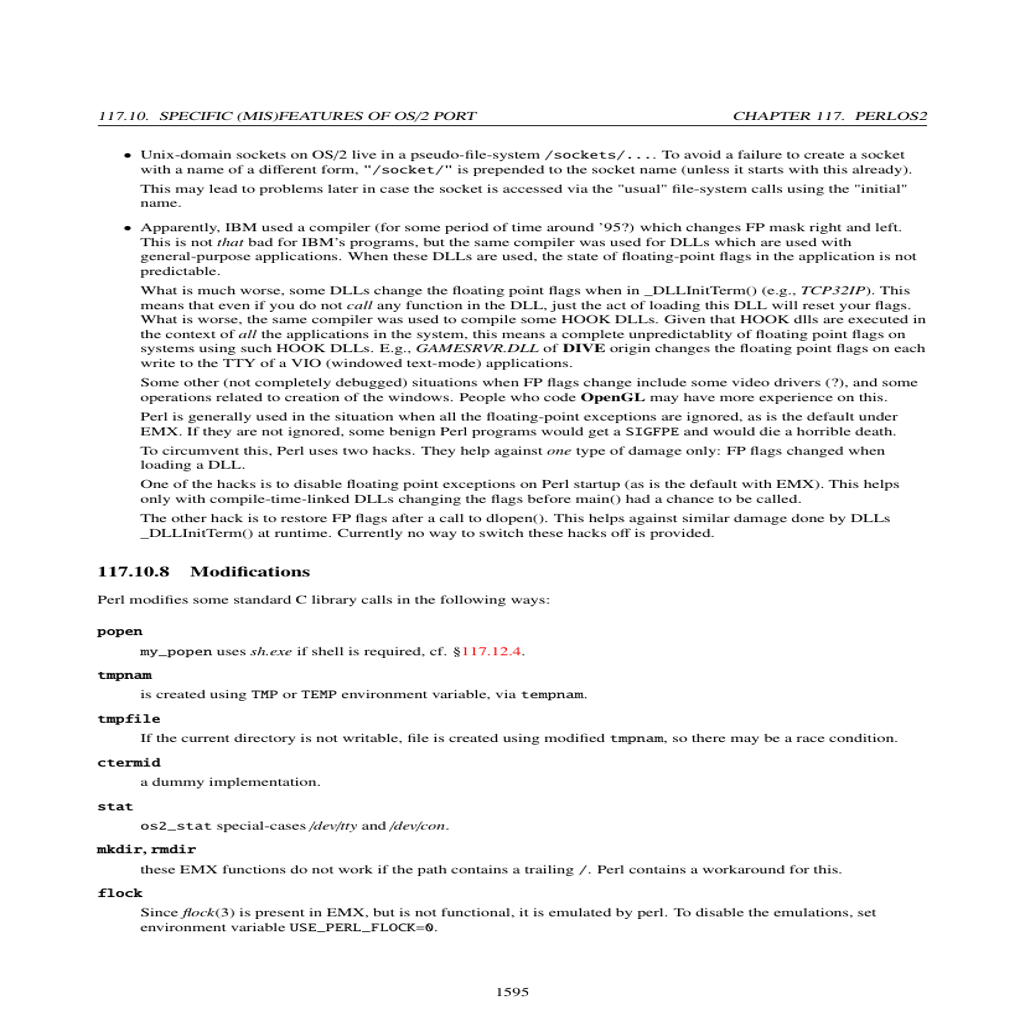 117.10. SPECIFIC (MIS)FEATURES OF OS/2 PORT CHAPTER 117. PERLOS2
• Unix-domain sockets on OS/2 live in a pseudo-file-system /sockets/.... To avoid a failure to create a socket
with a name of a different form, "/socket/" is prepended to the socket name (unless it starts with this already).
This may lead to problems later in case the socket is accessed via the "usual" file-system calls using the "initial"
name.
• Apparently, IBM used a compiler (for some period of time around ’95?) which changes FP mask right and left.
This is not that bad for IBM’s programs, but the same compiler was used for DLLs which are used with
general-purpose applications. When these DLLs are used, the state of floating-point flags in the application is not
predictable.
What is much worse, some DLLs change the floating point flags when in _DLLInitTerm() (e.g., TCP32IP). This
means that even if you do not call any function in the DLL, just the act of loading this DLL will reset your flags.
What is worse, the same compiler was used to compile some HOOK DLLs. Given that HOOK dlls are executed in
the context of all the applications in the system, this means a complete unpredictablity of floating point flags on
systems using such HOOK DLLs. E.g., GAMESRVR.DLL of DIVE origin changes the floating point flags on each
write to the TTY of a VIO (windowed text-mode) applications.
Some other (not completely debugged) situations when FP flags change include some video drivers (?), and some
operations related to creation of the windows. People who code OpenGL may have more experience on this.
Perl is generally used in the situation when all the floating-point exceptions are ignored, as is the default under
EMX. If they are not ignored, some benign Perl programs would get a SIGFPE and would die a horrible death.
To circumvent this, Perl uses two hacks. They help against one type of damage only: FP flags changed when
loading a DLL.
One of the hacks is to disable floating point exceptions on Perl startup (as is the default with EMX). This helps
only with compile-time-linked DLLs changing the flags before main() had a chance to be called.
The other hack is to restore FP flags after a call to dlopen(). This helps against similar damage done by DLLs
_DLLInitTerm() at runtime. Currently no way to switch these hacks off is provided.
117.10.8 Modifications
Perl modifies some standard C library calls in the following ways:
popen
my_popen uses sh.exe if shell is required, cf. §117.12.4.
tmpnam
is created using TMP or TEMP environment variable, via tempnam.
tmpfile
If the current directory is not writable, file is created using modified tmpnam, so there may be a race condition.
ctermid
a dummy implementation.
stat
os2_stat special-cases /dev/tty and /dev/con.
mkdir, rmdir
these EMX functions do not work if the path contains a trailing /. Perl contains a workaround for this.
flock
Since flock(3) is present in EMX, but is not functional, it is emulated by perl. To disable the emulations, set
environment variable USE_PERL_FLOCK=0.
1595